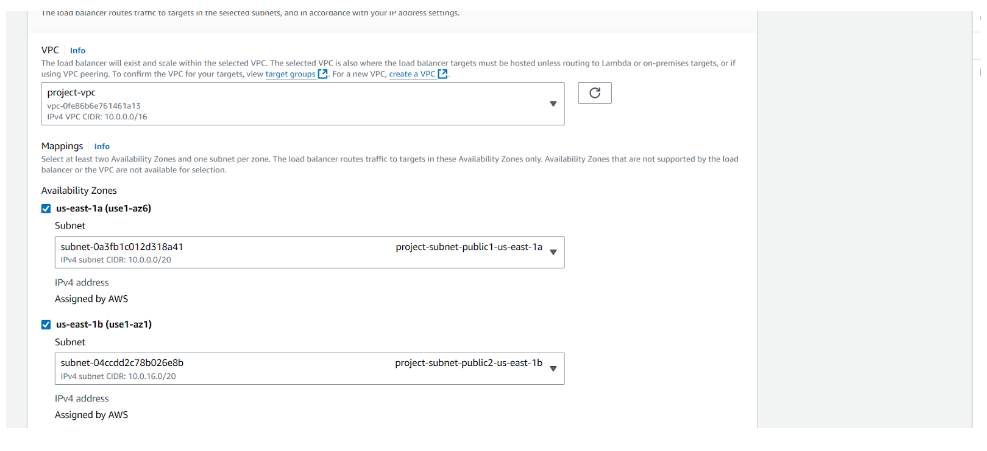 The load balancer routes traffic to targets in the selected subnets, and in accordance with your IP address settings.
VPC Info
The load balancer will exist and scale within the selected VPC. The selected VPC is also where the load balancer targets must be hosted unless routing to Lambda or on-premises targets, or if
using VPC peering. To confirm the VPC for your targets, view target groups. For a new VPC, create a VPC.
project-vpc
vpc-0fe86b6e761461a13
IPv4 VPC CIDR: 10.0.0.0/16
Mappings Info
Select at least two Availability Zones and one subnet per zone. The load balancer routes traffic to targets in these Availability Zones only. Availability Zones that are not supported by the load
balancer or the VPC are not available for selection.
Availability Zones
us-east-1a (use1-az6)
Subnet
subnet-0a3fb1c012d318a41 project-subnet-public1-us-east-1a
IPv4 subnet CIDR: 10.0.0.0/20
IPv4 address
Assigned by AWS
us-east-1b (use1-az1)
Subnet
subnet-04ccdd2c78b026e8b project-subnet-public2-us-east-1b
IPv4 subnet CIDR: 10.0.16.0/20
IPv4 address
Assigned by AWS